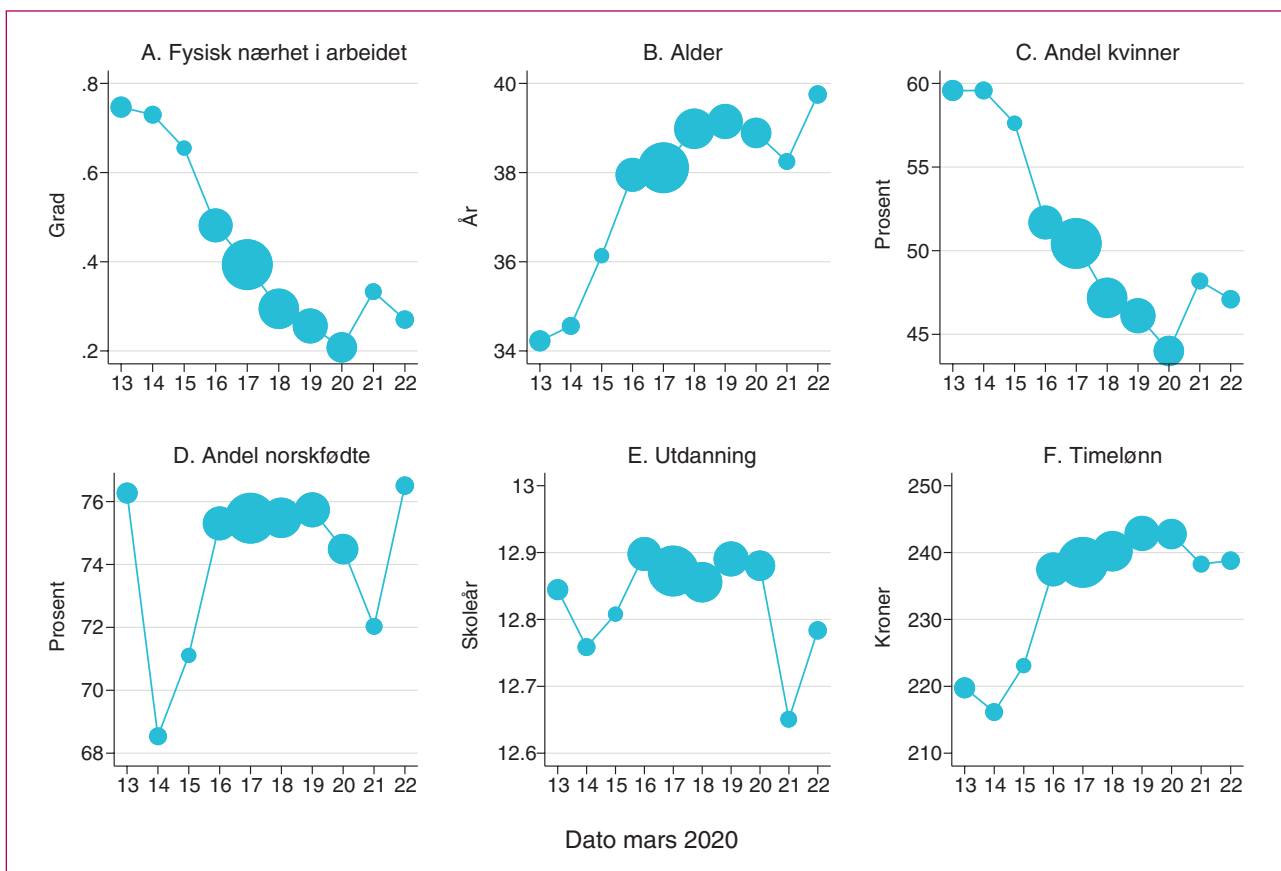 A. Fysisk nærhet i arbeidet
.8
.6
.4
.2
Grad
13 14 15 16 17 18 19 20 21 22
B. Alder
40
38
36
34
År
13 14 15 16 17 18 19 20 21 22
C. Andel kvinner
60
55
50
45
Prosent
13 14 15 16 17 18 19 20 21 22
D. Andel norskfødte
76
74
72
70
68
Prosent
13 14 15 16 17 18 19 20 21 22
E. Utdanning
13
12.9
12.8
12.7
12.6
Skoleår
13 14 15 16 17 18 19 20 21 22
F. Timelønn
250
240
230
220
210
Kroner
13 14 15 16 17 18 19 20 21 22
Dato mars 2020